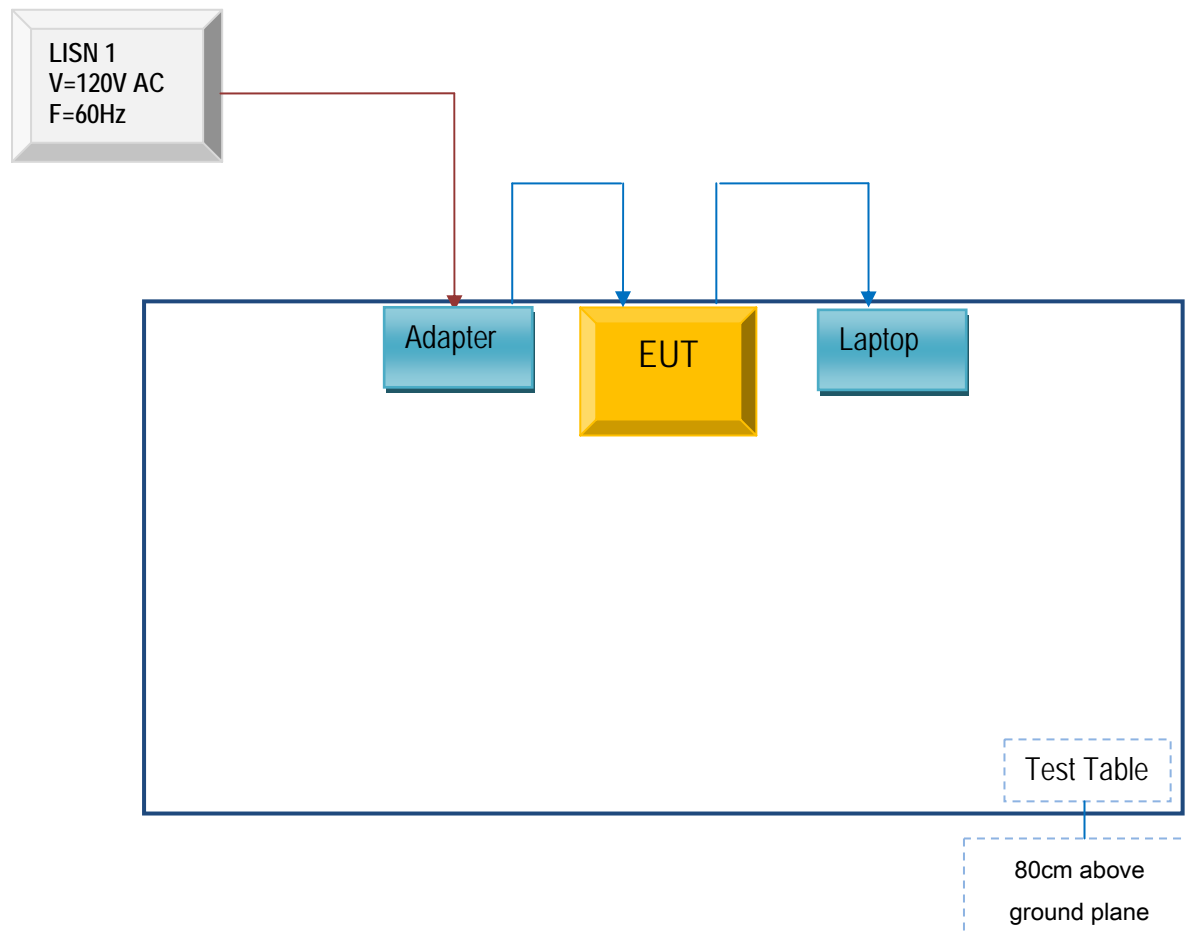 LISN 1
V=120V AC
F=60Hz
Adapter
EUT
Laptop
Test Table
80cm above
ground plane